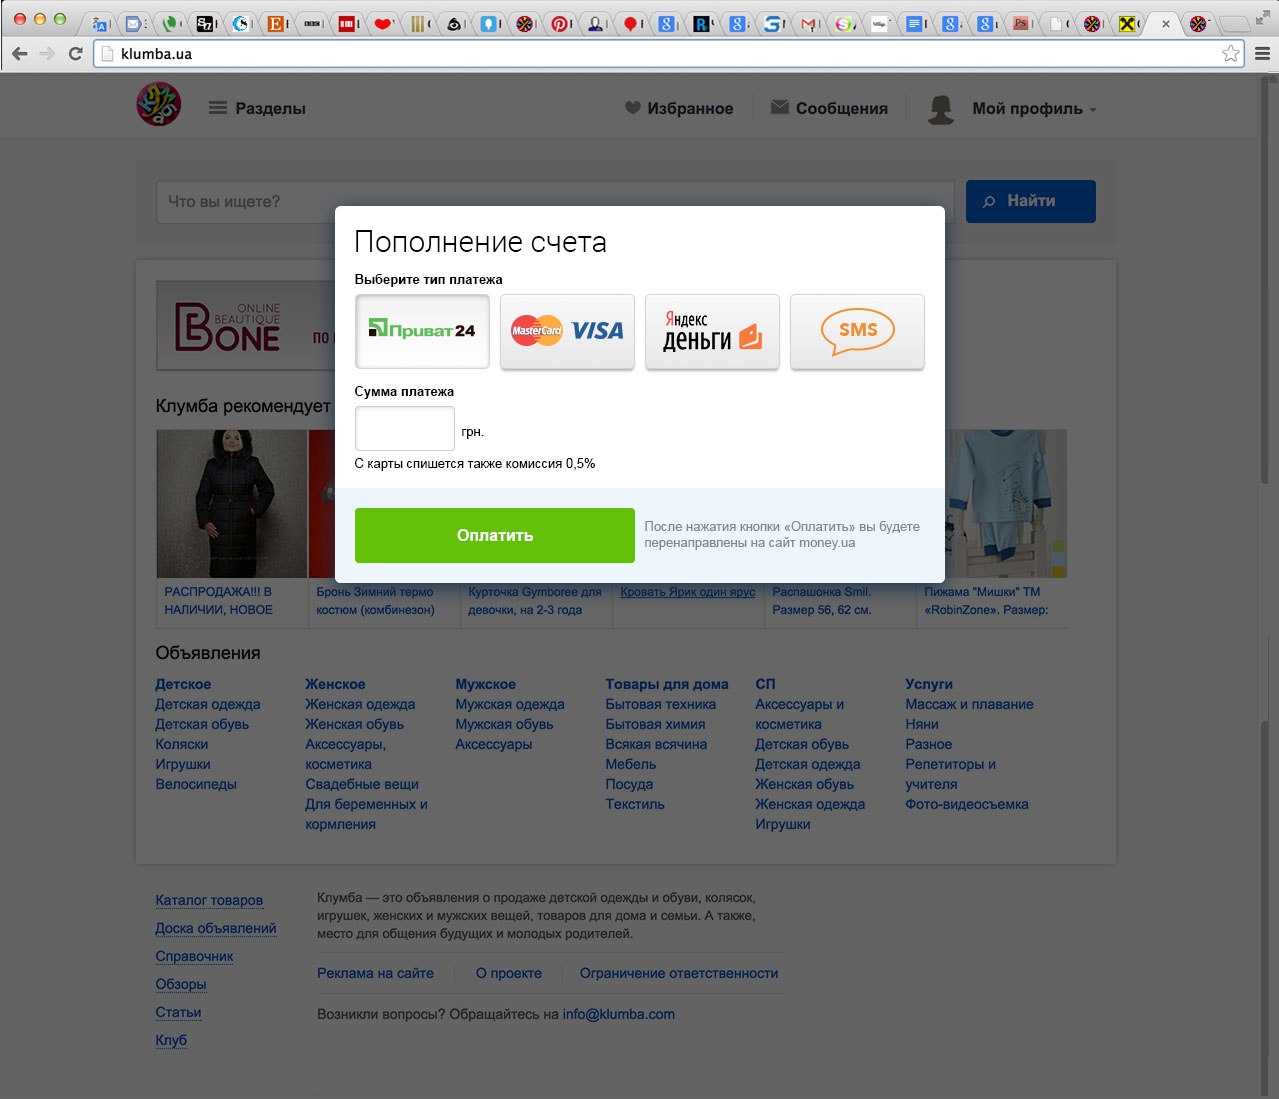 klumba.ua
Разделы
Избранное
Сообщения
Мой профиль
Что вы ищете?
Найти
Пополнение счета
Выберите тип платежа
Приват24
MasterCard VISA
Яндекс деньги
SMS
Сумма платежа
грн.
С карты спишется также комиссия 0,5%
Оплатить
После нажатия кнопки «Оплатить» вы будете
перенаправлены на сайт money.ua
ONLINE
BEAUTIQUE
BONE
ПО
Клумба рекомендует
РАСПРОДАЖА!!! В
НАЛИЧИИ, НОВОЕ
Бронь Зимний термо
костюм (комбинезон)
Курточка Gymboree для
девочки, на 2-3 года
Кровать Ярик один ярус
Распашонка Smil.
Размер 56, 62 см.
Пижама "Мишки" ТМ
«RobinZone». Размер:
Объявления
Детское
Детская одежда
Детская обувь
Коляски
Игрушки
Велосипеды
Женское
Женская одежда
Женская обувь
Аксессуары,
косметика
Свадебные вещи
Для беременных и
кормления
Мужское
Мужская одежда
Мужская обувь
Аксессуары
Товары для дома
Бытовая техника
Бытовая химия
Всякая всячина
Мебель
Посуда
Текстиль
СП
Аксессуары и
косметика
Детская обувь
Детская одежда
Женская обувь
Женская одежда
Игрушки
Услуги
Массаж и плавание
Няни
Разное
Репетиторы и
учителя
Фото-видеосъемка
Каталог товаров
Доска объявлений
Справочник
Обзоры
Статьи
Клуб
Клумба — это объявления о продаже детской одежды и обуви, колясок,
игрушек, женских и мужских вещей, товаров для дома и семьи. А также,
место для общения будущих и молодых родителей.
Реклама на сайте
О проекте
Ограничение ответственности
Возникли вопросы? Обращайтесь на info@klumba.com